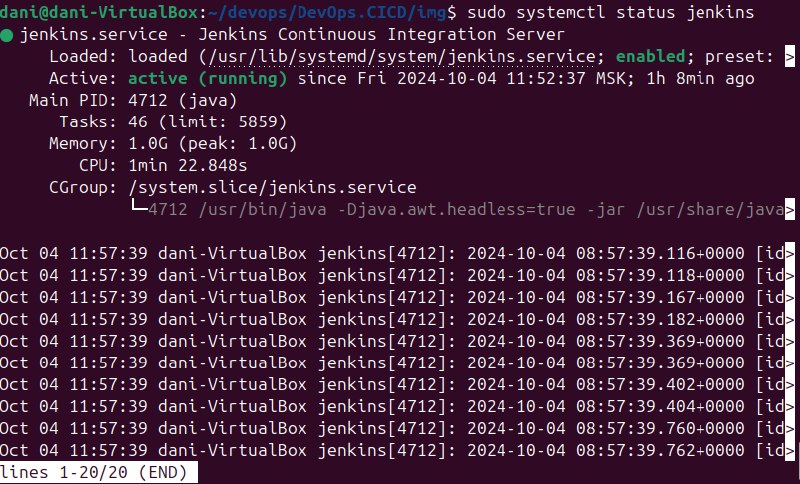 dani@dani-VirtualBox:~/devops/DevOps.CICD/img$ sudo systemctl status jenkins
● jenkins.service - Jenkins Continuous Integration Server
     Loaded: loaded (/usr/lib/systemd/system/jenkins.service; enabled; preset: >
     Active: active (running) since Fri 2024-10-04 11:52:37 MSK; 1h 8min ago
   Main PID: 4712 (java)
      Tasks: 46 (limit: 5859)
     Memory: 1.0G (peak: 1.0G)
        CPU: 1min 22.848s
     CGroup: /system.slice/jenkins.service
             └─4712 /usr/bin/java -Djava.awt.headless=true -jar /usr/share/java>
Oct 04 11:57:39 dani-VirtualBox jenkins[4712]: 2024-10-04 08:57:39.116+0000 [id>
Oct 04 11:57:39 dani-VirtualBox jenkins[4712]: 2024-10-04 08:57:39.118+0000 [id>
Oct 04 11:57:39 dani-VirtualBox jenkins[4712]: 2024-10-04 08:57:39.167+0000 [id>
Oct 04 11:57:39 dani-VirtualBox jenkins[4712]: 2024-10-04 08:57:39.182+0000 [id>
Oct 04 11:57:39 dani-VirtualBox jenkins[4712]: 2024-10-04 08:57:39.369+0000 [id>
Oct 04 11:57:39 dani-VirtualBox jenkins[4712]: 2024-10-04 08:57:39.369+0000 [id>
Oct 04 11:57:39 dani-VirtualBox jenkins[4712]: 2024-10-04 08:57:39.402+0000 [id>
Oct 04 11:57:39 dani-VirtualBox jenkins[4712]: 2024-10-04 08:57:39.404+0000 [id>
Oct 04 11:57:39 dani-VirtualBox jenkins[4712]: 2024-10-04 08:57:39.760+0000 [id>
Oct 04 11:57:39 dani-VirtualBox jenkins[4712]: 2024-10-04 08:57:39.762+0000 [id>
lines 1-20/20 (END)